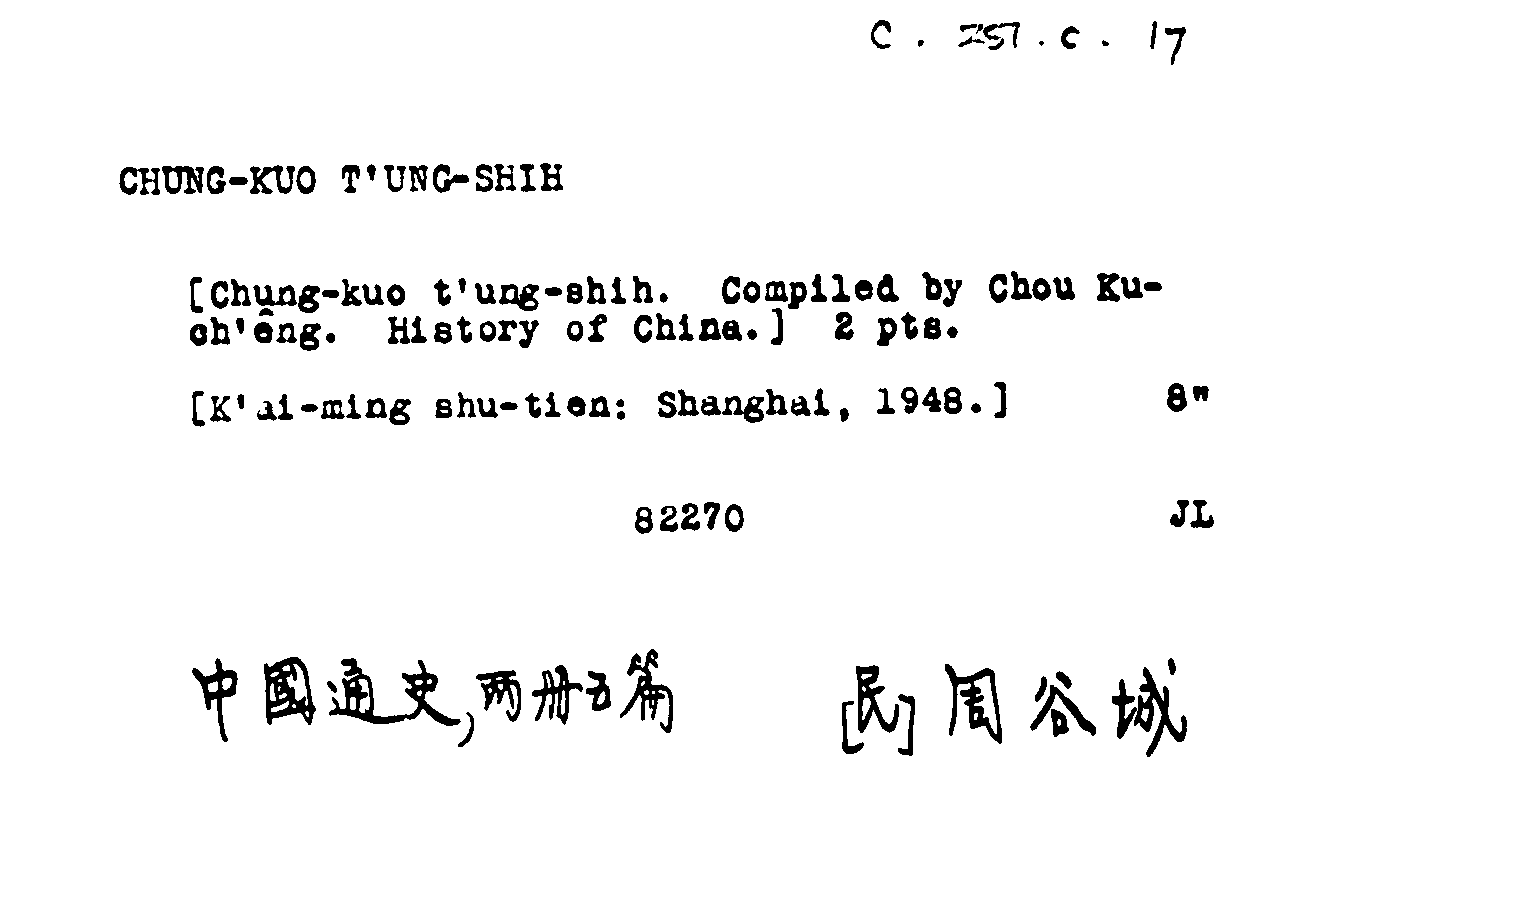 C . 257 . c . 17
CHUNG-KUO T'UNG-SHIH
[Chung-kuo t'ung-shih. Compiled by Chou Ku-
ch'êng. History of China.] 2 pts.
[K'ai-ming shu-tien: Shanghai, 1948.] 8"
82270 JL
中國通史,两册五篇 [民]周谷城